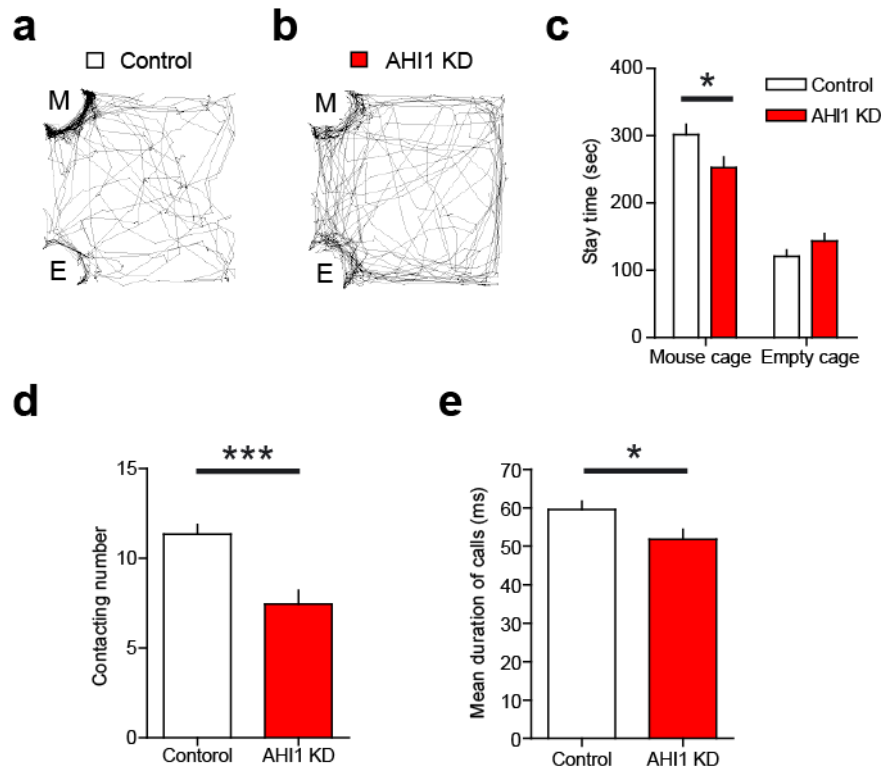 a
Control
M
E
b
AHI1 KD
M
E
c
400
300
200
100
0
Stay time (sec)
*
Control
AHI1 KD
Mouse cage
Empty cage
d
15
10
5
0
Contacting number
***
Contorol
AHI1 KD
e
70
60
50
40
30
20
10
0
Mean duration of calls (ms)
*
Control
AHI1 KD